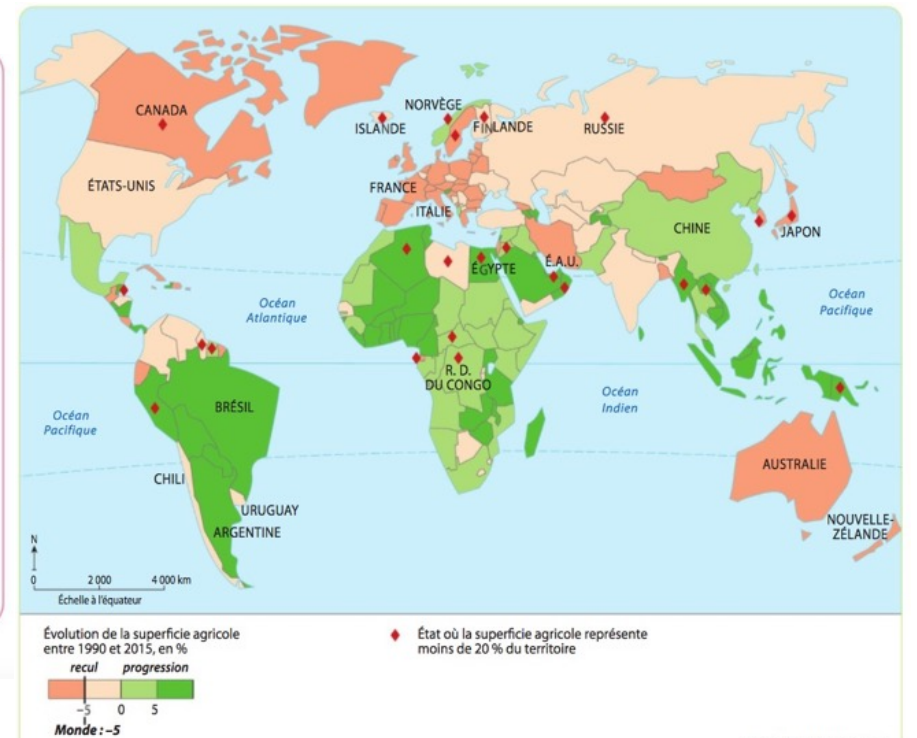 CANADA
ÉTATS-UNIS
ISLANDE
NORVÈGE
FINLANDE
RUSSIE
FRANCE
ITALIE
ÉGYPTE
É.A.U.
CHINE
JAPON
Océan
Atlantique
Océan
Pacifique
Océan
Pacifique
R. D.
DU CONGO
Océan
Indien
BRÉSIL
CHILI
URUGUAY
ARGENTINE
AUSTRALIE
NOUVELLE-
ZÉLANDE
N
0 2 000 4 000 km
Échelle à l'équateur
Évolution de la superficie agricole
entre 1990 et 2015, en %
recul progression
-5 0 5
Monde : -5
État où la superficie agricole représente
moins de 20 % du territoire